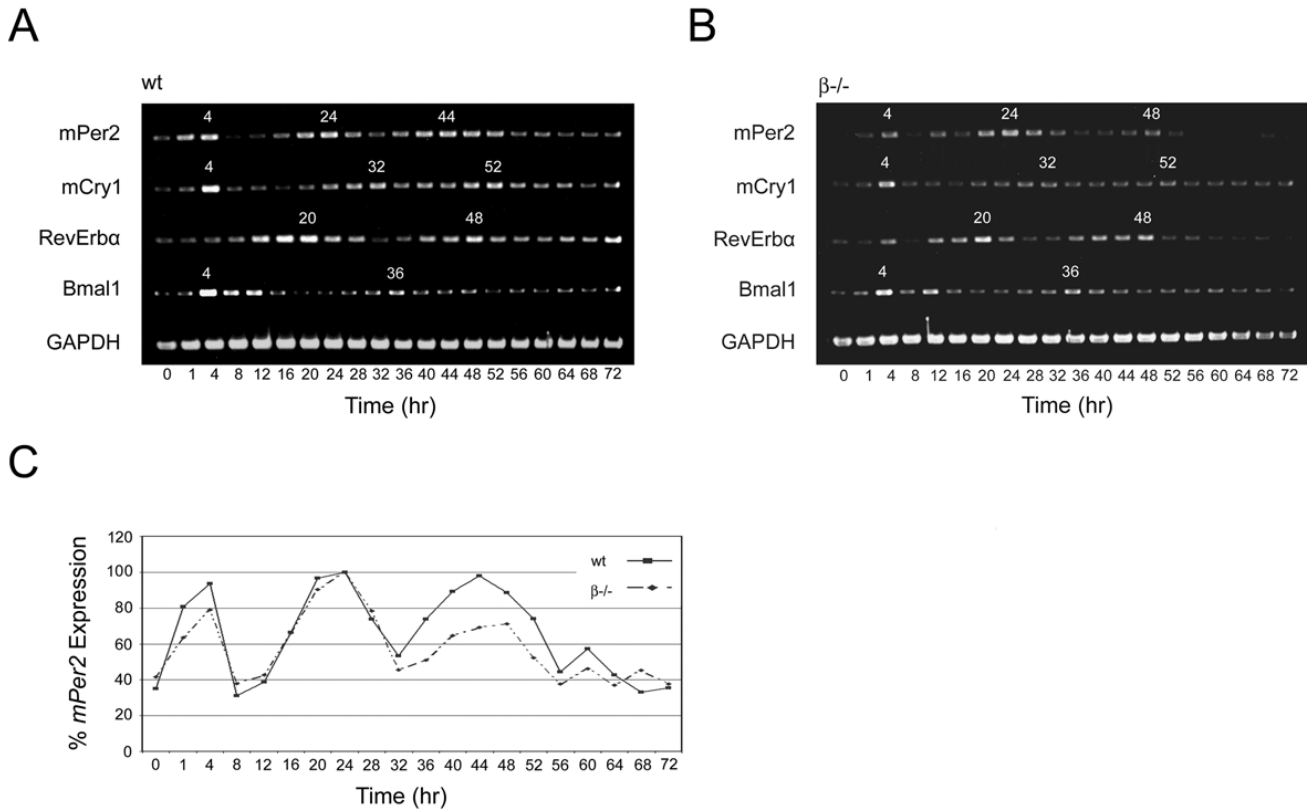 A
wt
4 24 44
mPer2
4 32 52
mCry1
20 48
RevErbα
4 36
Bmal1
GAPDH
0 1 4 8 12 16 20 24 28 32 36 40 44 48 52 56 60 64 68 72
Time (hr)
B
β-/-
4 24 48
mPer2
4 32 52
mCry1
20 48
RevErbα
4 36
Bmal1
GAPDH
0 1 4 8 12 16 20 24 28 32 36 40 44 48 52 56 60 64 68 72
Time (hr)
C
120
100
80
60
40
20
0
% mPer2 Expression
wt
β-/-
0 1 4 8 12 16 20 24 28 32 36 40 44 48 52 56 60 64 68 72
Time (hr)